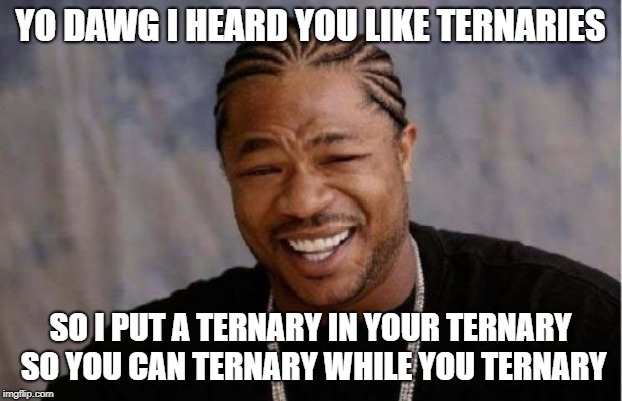 YO DAWG I HEARD YOU LIKE TERNARIES
SO I PUT A TERNARY IN YOUR TERNARY
SO YOU CAN TERNARY WHILE YOU TERNARY
imgflip.com